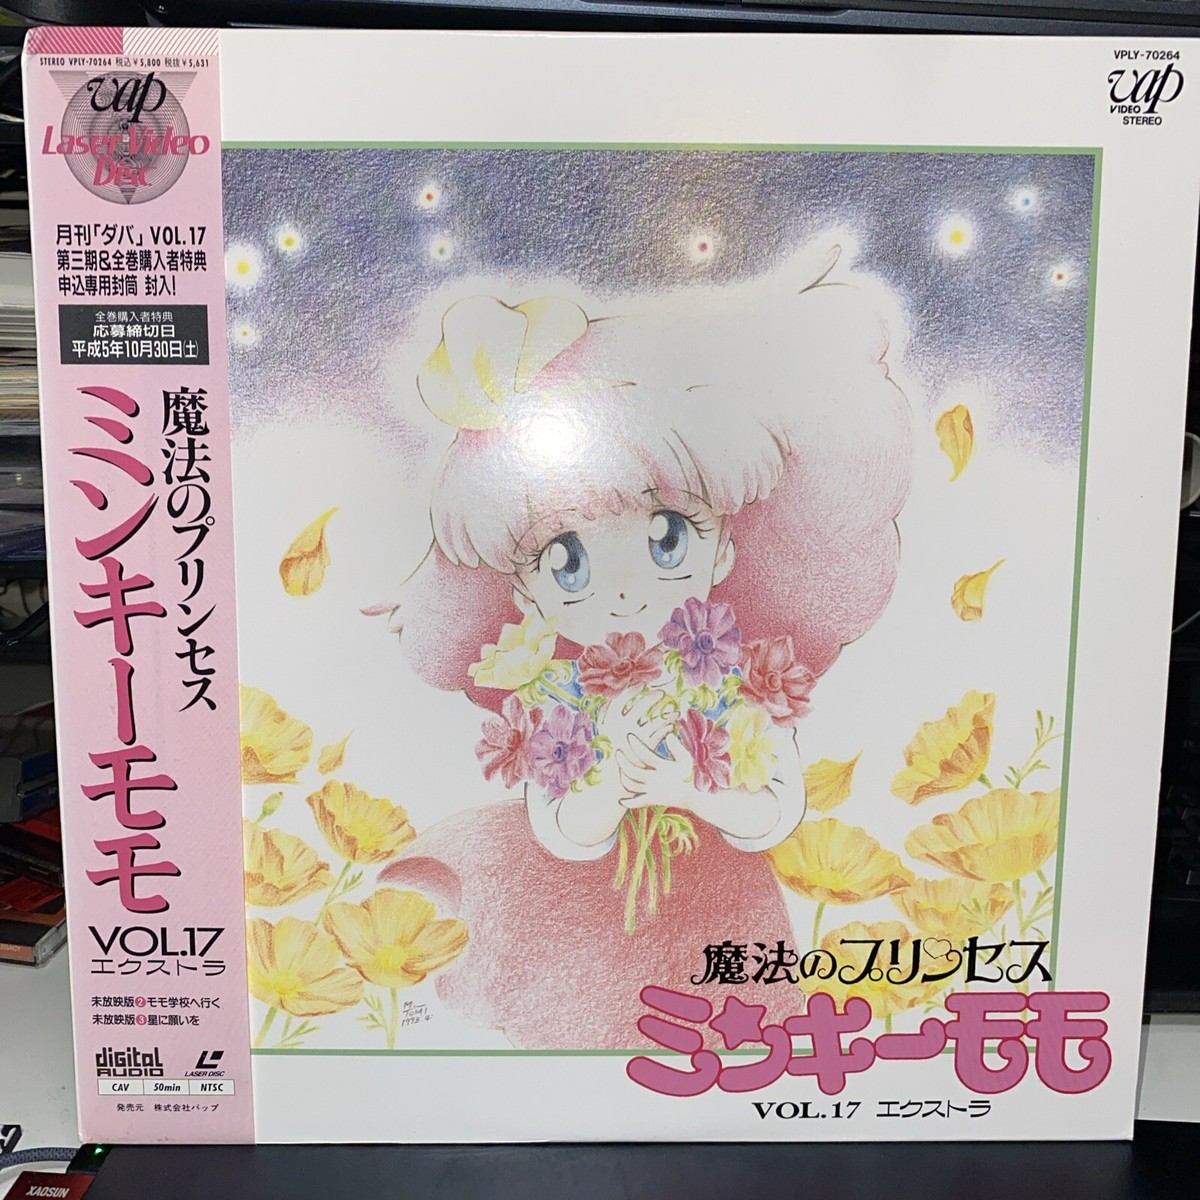 STEREO VPLY-70264 税込¥5,800 税抜¥5,631
vap
Laser Video
Disc
月刊「ダバ」VOL.17
第三期&全巻購入者特典
申込専用封筒 封入!
全巻購入者特典
応募締切日
平成5年10月30日(土)
魔法のプリンセス
ミンキーモモ
VOL.17
エクストラ
未放映版②モモ学校へ行く
未放映版③星に願いを
digital
AUDIO
LASER DISC
CAV 50min NTSC
発売元 株式会社バップ
VPLY-70264
vap
VIDEO
STEREO
M
TOMI
1993.4.
魔法のプリンセス
ミンキーモモ
VOL.17 エクストラ
XAOSUN